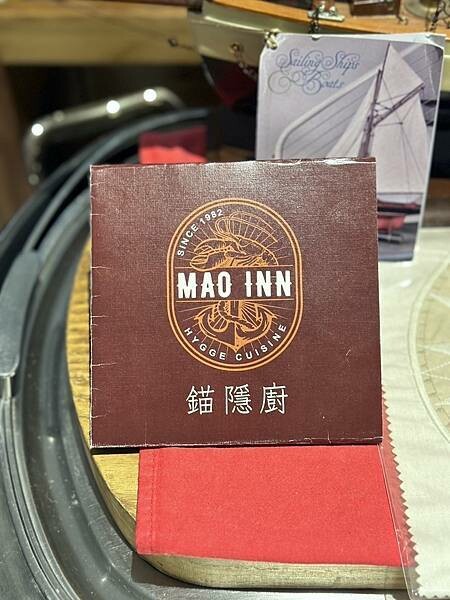 Sailing Ships
& Boats
SINCE 1982
MAO INN
HYGGE CUISINE
錨隱廚